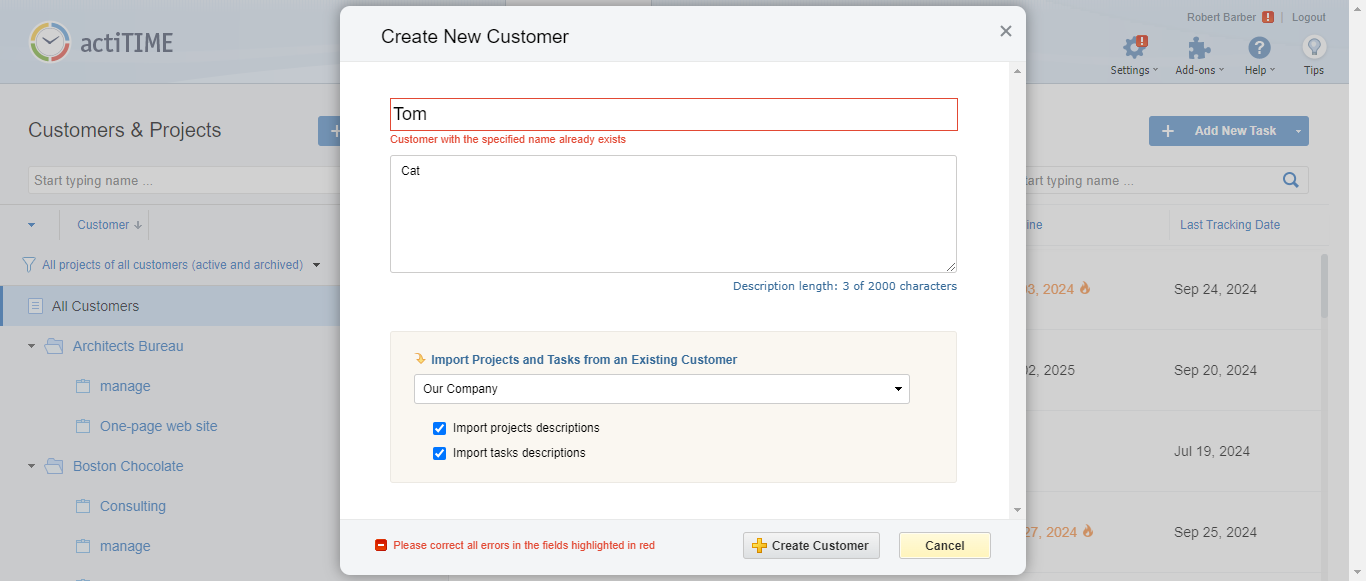 Robert Barber
Logout
actiTIME
Settings
Add-ons
Help
Tips
Create New Customer
Customers & Projects
Add New Task
Tom
Customer with the specified name already exists
Cat
Start typing name ...
tart typing name ...
Customer
ine
Last Tracking Date
All projects of all customers (active and archived)
Description length: 3 of 2000 characters
03, 2024
Sep 24, 2024
All Customers
Architects Bureau
Import Projects and Tasks from an Existing Customer
02, 2025
Sep 20, 2024
manage
Our Company
One-page web site
Import projects descriptions
Import tasks descriptions
Jul 19, 2024
Boston Chocolate
Consulting
27, 2024
Sep 25, 2024
manage
Please correct all errors in the fields highlighted in red
Create Customer
Cancel